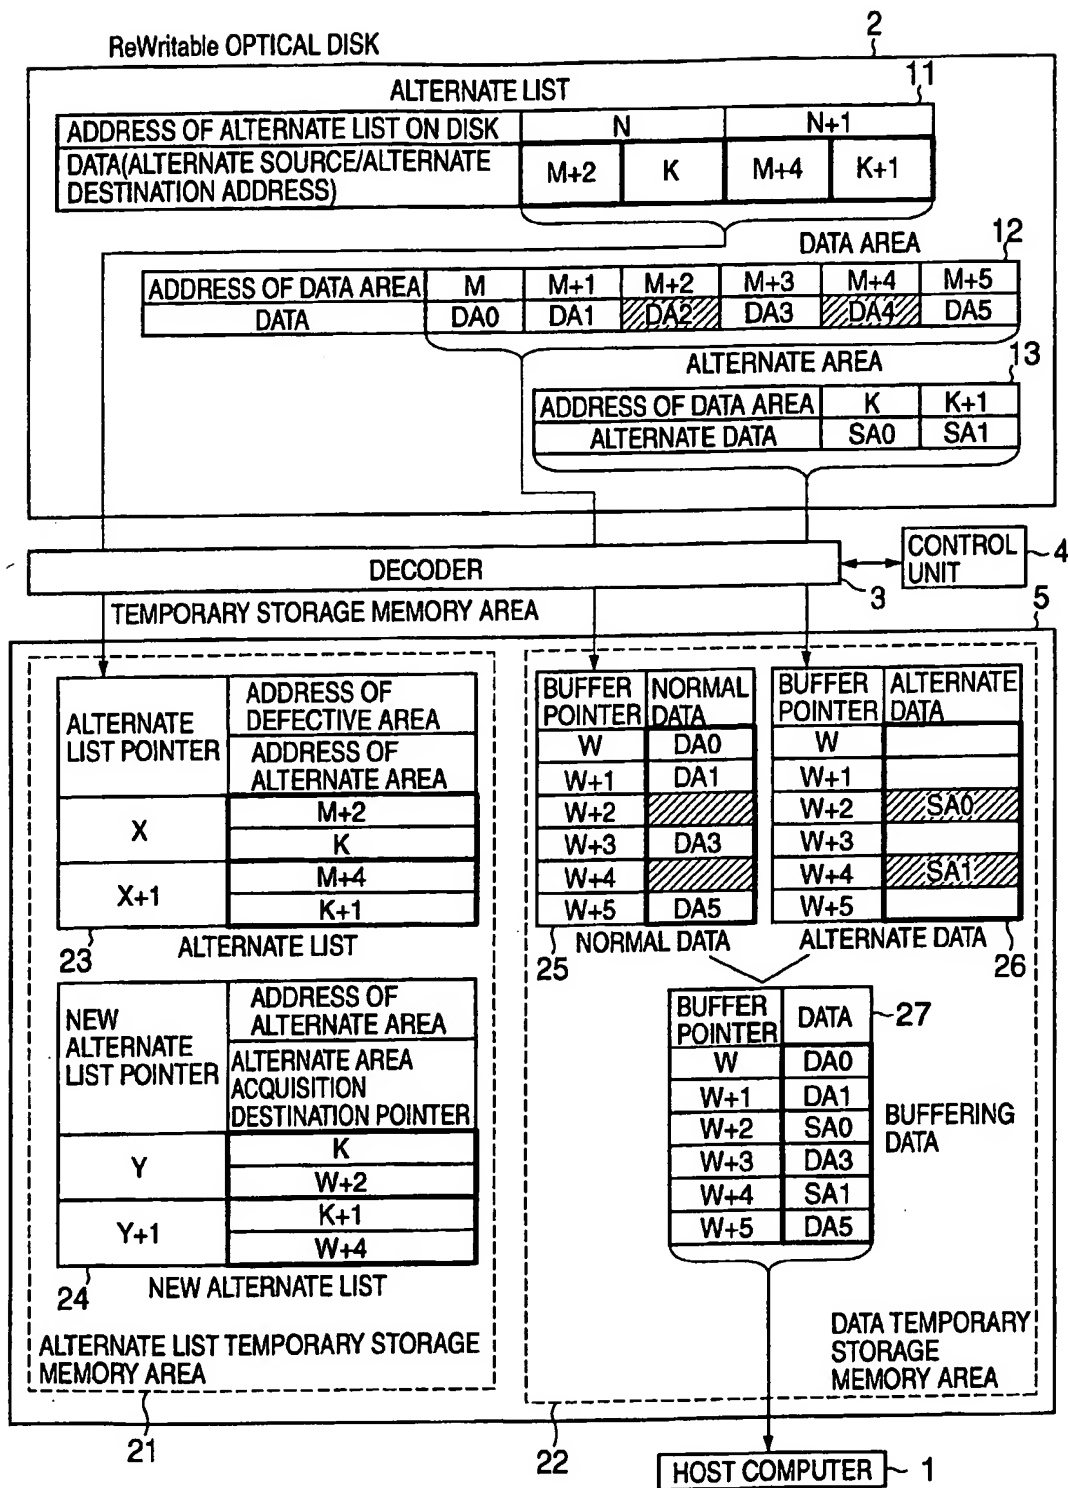 ReWritable OPTICAL DISK
2
ALTERNATE LIST
11
ADDRESS OF ALTERNATE LIST ON DISK
N
N+1
DATA(ALTERNATE SOURCE/ALTERNATE
DESTINATION ADDRESS)
M+2
K
M+4
K+1
DATA AREA
12
ADDRESS OF DATA AREA
M
M+1
M+2
M+3
M+4
M+5
DATA
DA0
DA1
DA2
DA3
DA4
DA5
ALTERNATE AREA
13
ADDRESS OF DATA AREA
K
K+1
ALTERNATE DATA
SA0
SA1
DECODER
3
CONTROL
UNIT
4
TEMPORARY STORAGE MEMORY AREA
5
ALTERNATE
LIST POINTER
ADDRESS OF
DEFECTIVE AREA
ADDRESS OF
ALTERNATE AREA
X
M+2
K
X+1
M+4
K+1
23
ALTERNATE LIST
NEW
ALTERNATE
LIST POINTER
ADDRESS OF
ALTERNATE AREA
ALTERNATE AREA
ACQUISITION
DESTINATION POINTER
Y
K
W+2
Y+1
K+1
W+4
24
NEW ALTERNATE LIST
ALTERNATE LIST TEMPORARY STORAGE
MEMORY AREA
21
BUFFER
POINTER
NORMAL
DATA
W
DA0
W+1
DA1
W+2
W+3
DA3
W+4
W+5
DA5
25
NORMAL DATA
BUFFER
POINTER
ALTERNATE
DATA
W
W+1
W+2
SA0
W+3
W+4
SA1
W+5
ALTERNATE DATA
26
BUFFER
POINTER
DATA
27
W
DA0
W+1
DA1
W+2
SA0
W+3
DA3
W+4
SA1
W+5
DA5
BUFFERING
DATA
DATA TEMPORARY
STORAGE
MEMORY AREA
22
HOST COMPUTER
1